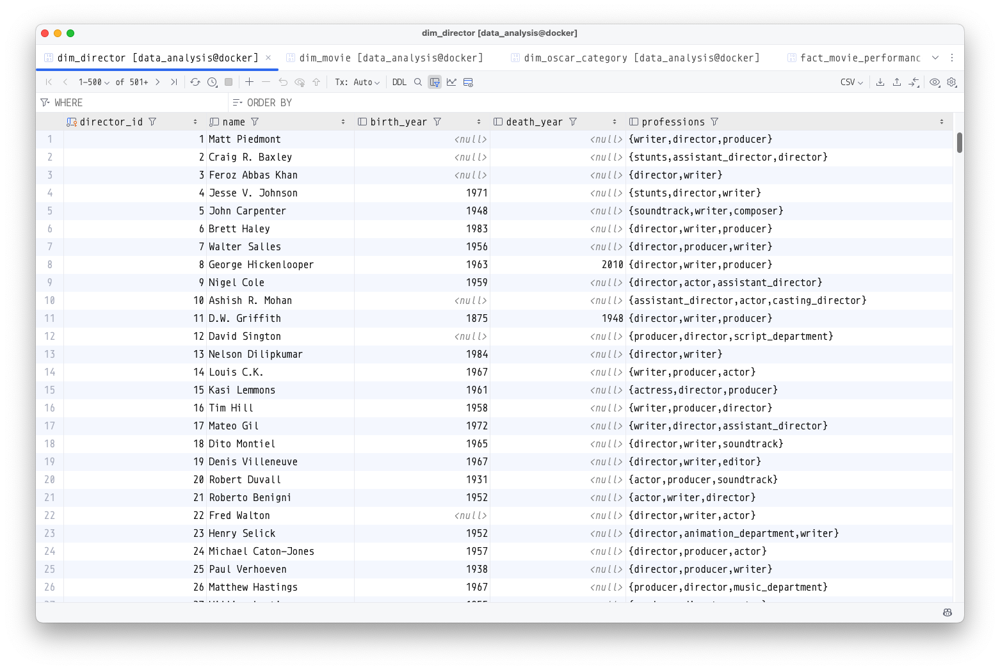 dim_director [data_analysis@docker]
dim_director [data_analysis@docker] × dim_movie [data_analysis@docker] dim_oscar_category [data_analysis@docker] fact_movie_performanc
1-500 of 501+ Tx: Auto DDL CSV
WHERE ORDER BY
director_id name birth_year death_year professions
1 1 Matt Piedmont <null> <null> {writer,director,producer}
2 2 Craig R. Baxley <null> <null> {stunts,assistant_director,director}
3 3 Feroz Abbas Khan <null> <null> {director,writer}
4 4 Jesse V. Johnson 1971 <null> {stunts,director,writer}
5 5 John Carpenter 1948 <null> {soundtrack,writer,composer}
6 6 Brett Haley 1983 <null> {director,writer,producer}
7 7 Walter Salles 1956 <null> {director,producer,writer}
8 8 George Hickenlooper 1963 2010 {director,writer,producer}
9 9 Nigel Cole 1959 <null> {director,actor,assistant_director}
10 10 Ashish R. Mohan <null> <null> {assistant_director,actor,casting_director}
11 11 D.W. Griffith 1875 1948 {director,writer,producer}
12 12 David Sington <null> <null> {producer,director,script_department}
13 13 Nelson Dilipkumar 1984 <null> {director,writer}
14 14 Louis C.K. 1967 <null> {writer,producer,actor}
15 15 Kasi Lemmons 1961 <null> {actress,director,producer}
16 16 Tim Hill 1958 <null> {writer,producer,director}
17 17 Mateo Gil 1972 <null> {writer,director,assistant_director}
18 18 Dito Montiel 1965 <null> {director,writer,soundtrack}
19 19 Denis Villeneuve 1967 <null> {director,writer,editor}
20 20 Robert Duvall 1931 <null> {actor,producer,soundtrack}
21 21 Roberto Benigni 1952 <null> {actor,writer,director}
22 22 Fred Walton <null> <null> {director,writer,actor}
23 23 Henry Selick 1952 <null> {director,animation_department,writer}
24 24 Michael Caton-Jones 1957 <null> {director,producer,actor}
25 25 Paul Verhoeven 1938 <null> {director,producer,writer}
26 26 Matthew Hastings 1967 <null> {producer,director,music_department}